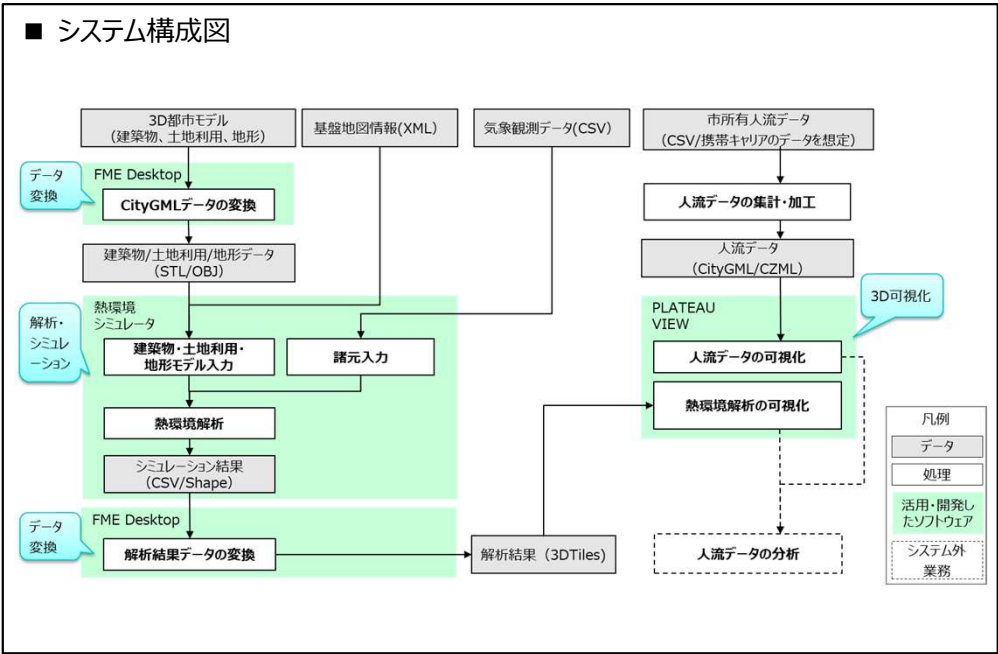 ■ システム構成図
3D都市モデル
(建築物、土地利用、地形)
基盤地図情報(XML)
気象観測データ(CSV)
市所有人流データ
(CSV/携帯キャリアのデータを想定)
データ
変換
FME Desktop
CityGMLデータの変換
人流データの集計・加工
建築物/土地利用/地形データ
(STL/OBJ)
人流データ
(CityGML/CZML)
3D可視化
解析・
シミュレ
ーション
熱環境
シミュレータ
建築物・土地利用・
地形モデル入力
諸元入力
PLATEAU
VIEW
人流データの可視化
熱環境解析の可視化
熱環境解析
シミュレーション結果
(CSV/Shape)
データ
変換
FME Desktop
解析結果データの変換
解析結果（3DTiles)
人流データの分析
凡例
データ
処理
活用・開発し
たソフトウェア
システム外
業務